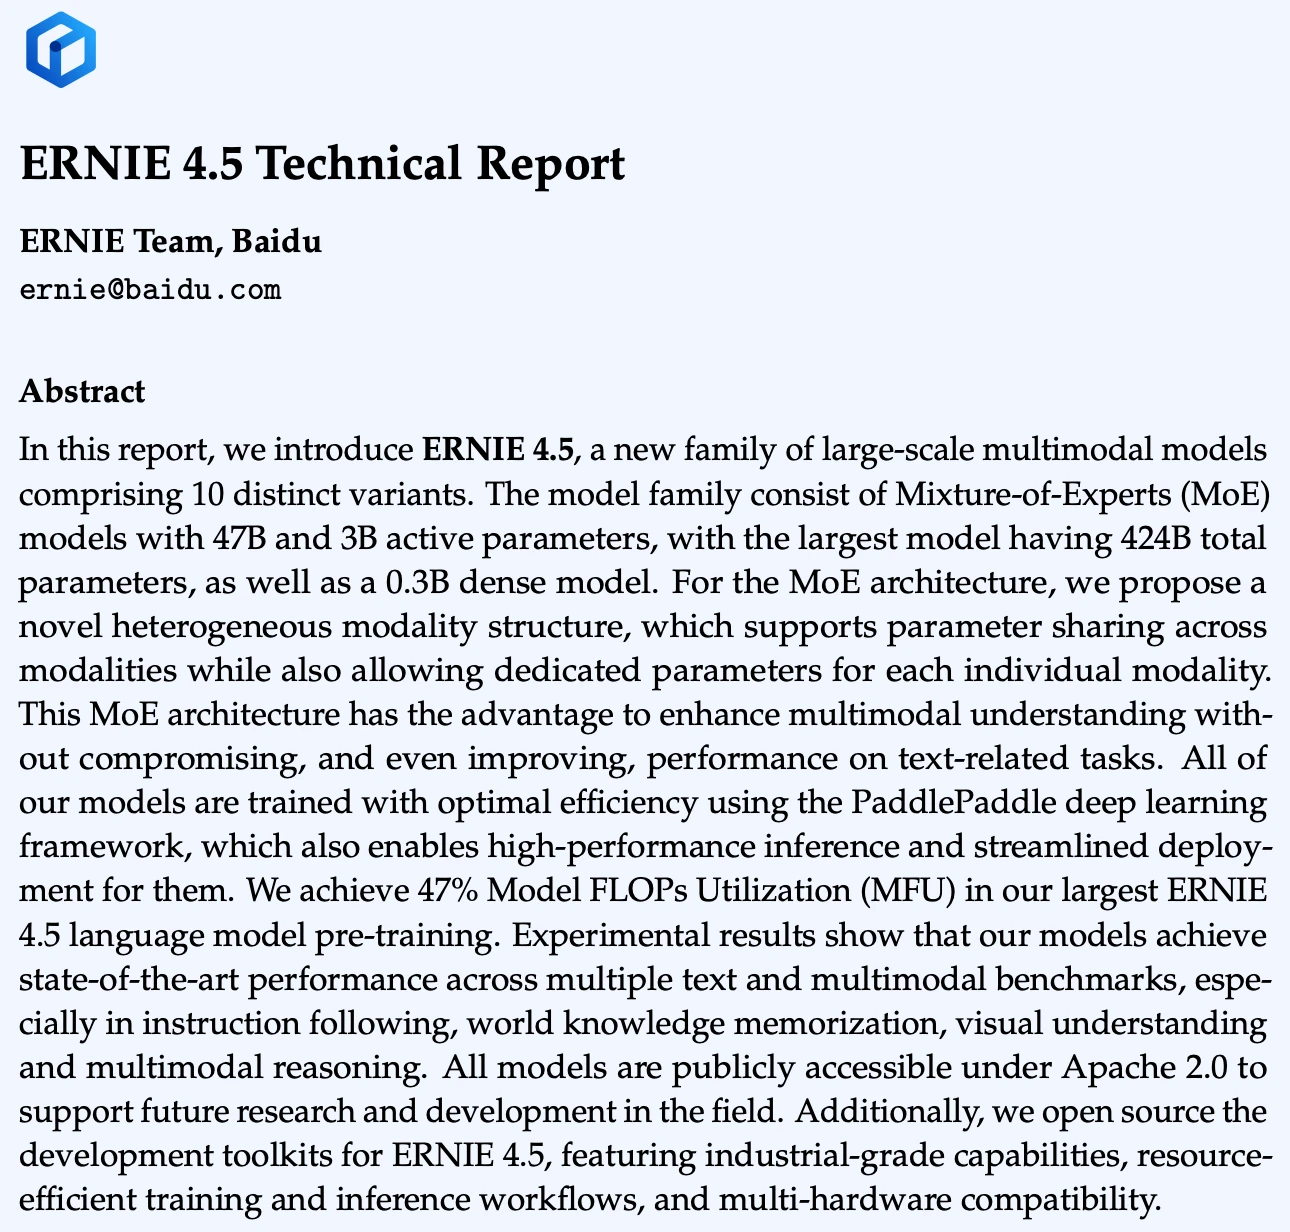 ERNIE 4.5 Technical Report
ERNIE Team, Baidu
ernie@baidu.com
Abstract
In this report, we introduce ERNIE 4.5, a new family of large-scale multimodal models
comprising 10 distinct variants. The model family consist of Mixture-of-Experts (MoE)
models with 47B and 3B active parameters, with the largest model having 424B total
parameters, as well as a 0.3B dense model. For the MoE architecture, we propose a
novel heterogeneous modality structure, which supports parameter sharing across
modalities while also allowing dedicated parameters for each individual modality.
This MoE architecture has the advantage to enhance multimodal understanding with-
out compromising, and even improving, performance on text-related tasks. All of
our models are trained with optimal efficiency using the PaddlePaddle deep learning
framework, which also enables high-performance inference and streamlined deploy-
ment for them. We achieve 47% Model FLOPs Utilization (MFU) in our largest ERNIE
4.5 language model pre-training. Experimental results show that our models achieve
state-of-the-art performance across multiple text and multimodal benchmarks, espe-
cially in instruction following, world knowledge memorization, visual understanding
and multimodal reasoning. All models are publicly accessible under Apache 2.0 to
support future research and development in the field. Additionally, we open source the
development toolkits for ERNIE 4.5, featuring industrial-grade capabilities, resource-
efficient training and inference workflows, and multi-hardware compatibility.